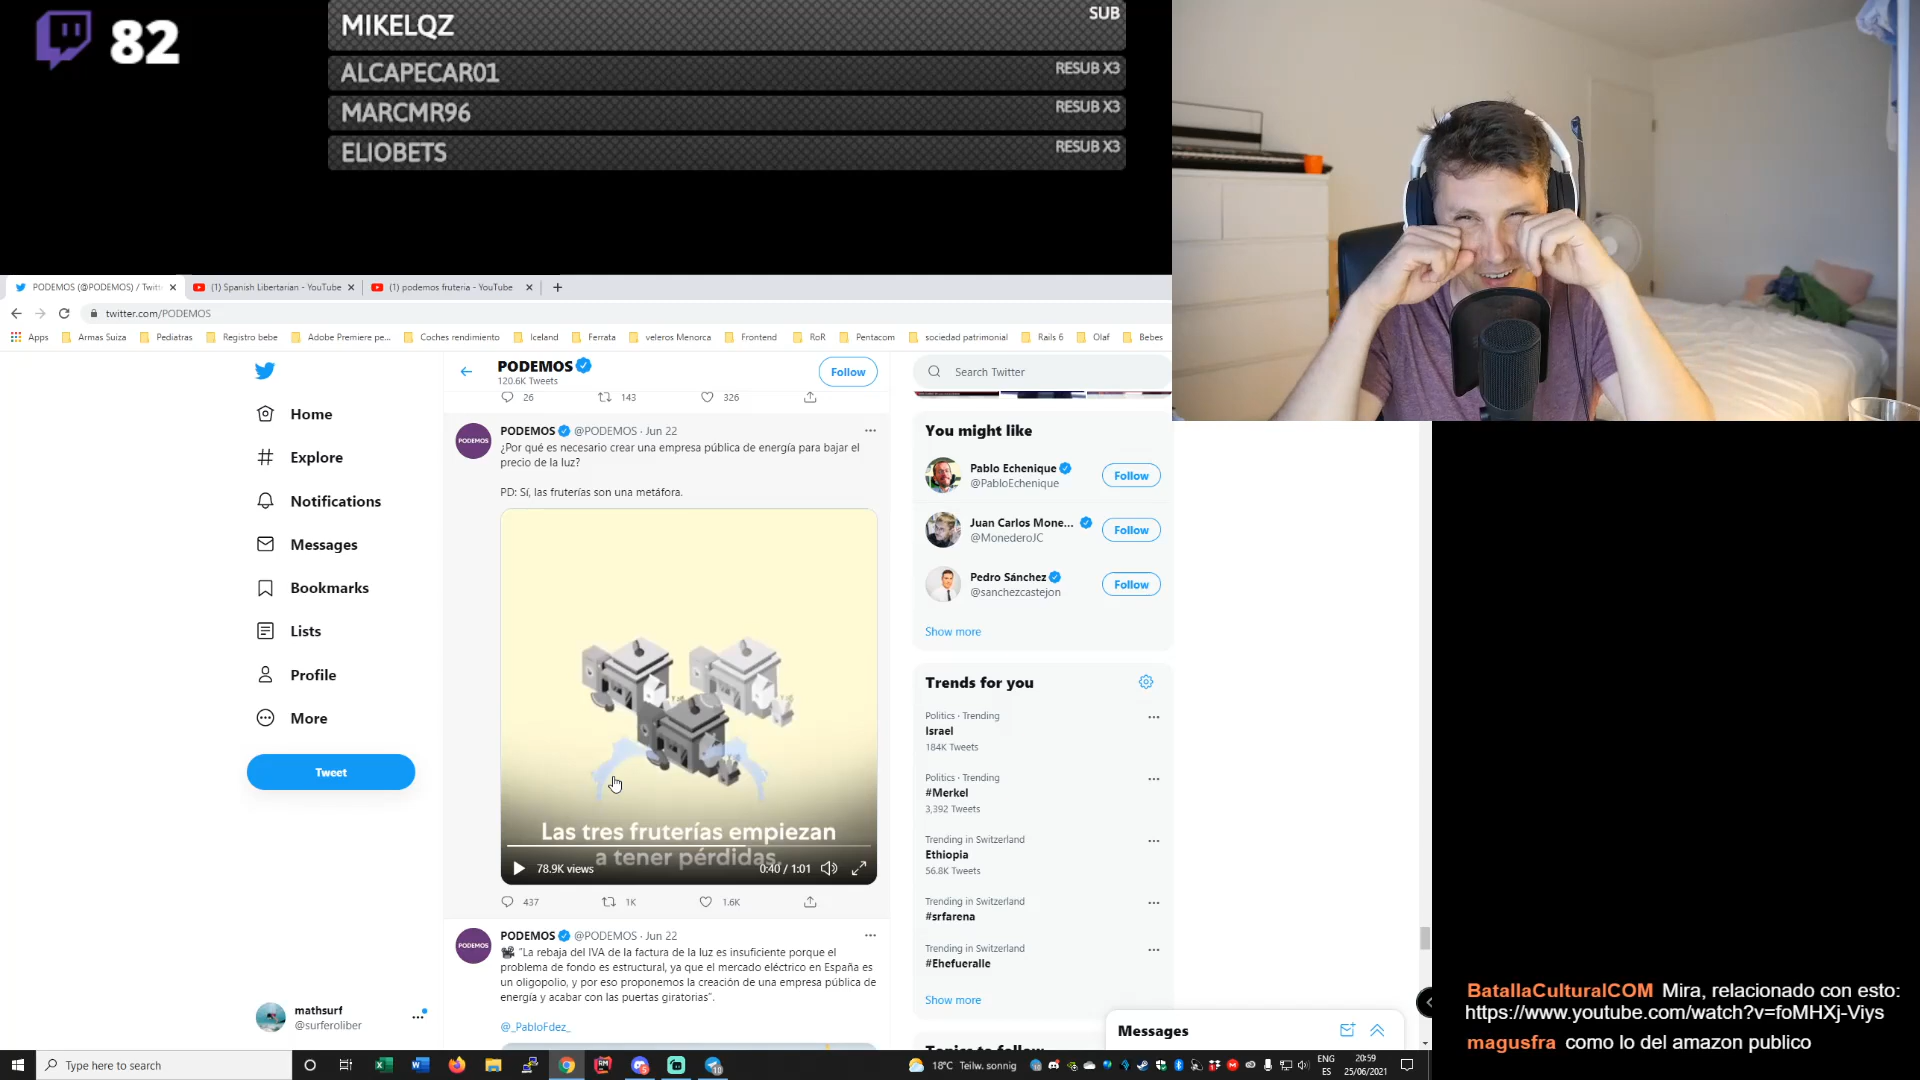 82
MIKELQZ
SUB
ALCAPECAR01
RESUB X3
MARCMR96
RESUB X3
ELIOBETS
RESUB X3
PODEMOS (@PODEMOS) / Twitt
(1) Spanish Libertarian - YouTube
(1) podemos fruteria - YouTube
twitter.com/PODEMOS
Apps Armas Suiza Pediatras Registro bebe Adobe Premiere pe... Coches rendimiento Iceland Ferrata veleros Menorca Frontend RoR Pentacom sociedad patrimonial Rails 6 Olaf Bebes
Home
Explore
Notifications
Messages
Bookmarks
Lists
Profile
More
Tweet
mathsurf
@surferoliber
PODEMOS
120.6K Tweets
Follow
26 143 326
PODEMOS
PODEMOS @PODEMOS · Jun 22
¿Por qué es necesario crear una empresa pública de energía para bajar el
precio de la luz?
PD: Sí, las fruterías son una metáfora.
Las tres fruterías empiezan
a tener pérdidas.
78.9K views
0:40 / 1:01
437 1K 1.6K
PODEMOS
PODEMOS @PODEMOS · Jun 22
"La rebaja del IVA de la factura de la luz es insuficiente porque el
problema de fondo es estructural, ya que el mercado eléctrico en España es
un oligopolio, y por eso proponemos la creación de una empresa pública de
energía y acabar con las puertas giratorias".
@_PabloFdez_
Search Twitter
You might like
Pablo Echenique
@PabloEchenique
Follow
Juan Carlos Mone...
@MonederoJC
Follow
Pedro Sánchez
@sanchezcastejon
Follow
Show more
Trends for you
Politics · Trending
Israel
184K Tweets
Politics · Trending
#Merkel
3,392 Tweets
Trending in Switzerland
Ethiopia
56.8K Tweets
Trending in Switzerland
#srfarena
Trending in Switzerland
#Ehefueralle
Show more
Topics to follow
Messages
BatallaCulturalCOM Mira, relacionado con esto:
https://www.youtube.com/watch?v=foMHXj-Viys
magusfra como lo del amazon publico
Type here to search
18°C Teilw. sonnig
ENG
ES
20:59
25/06/2021